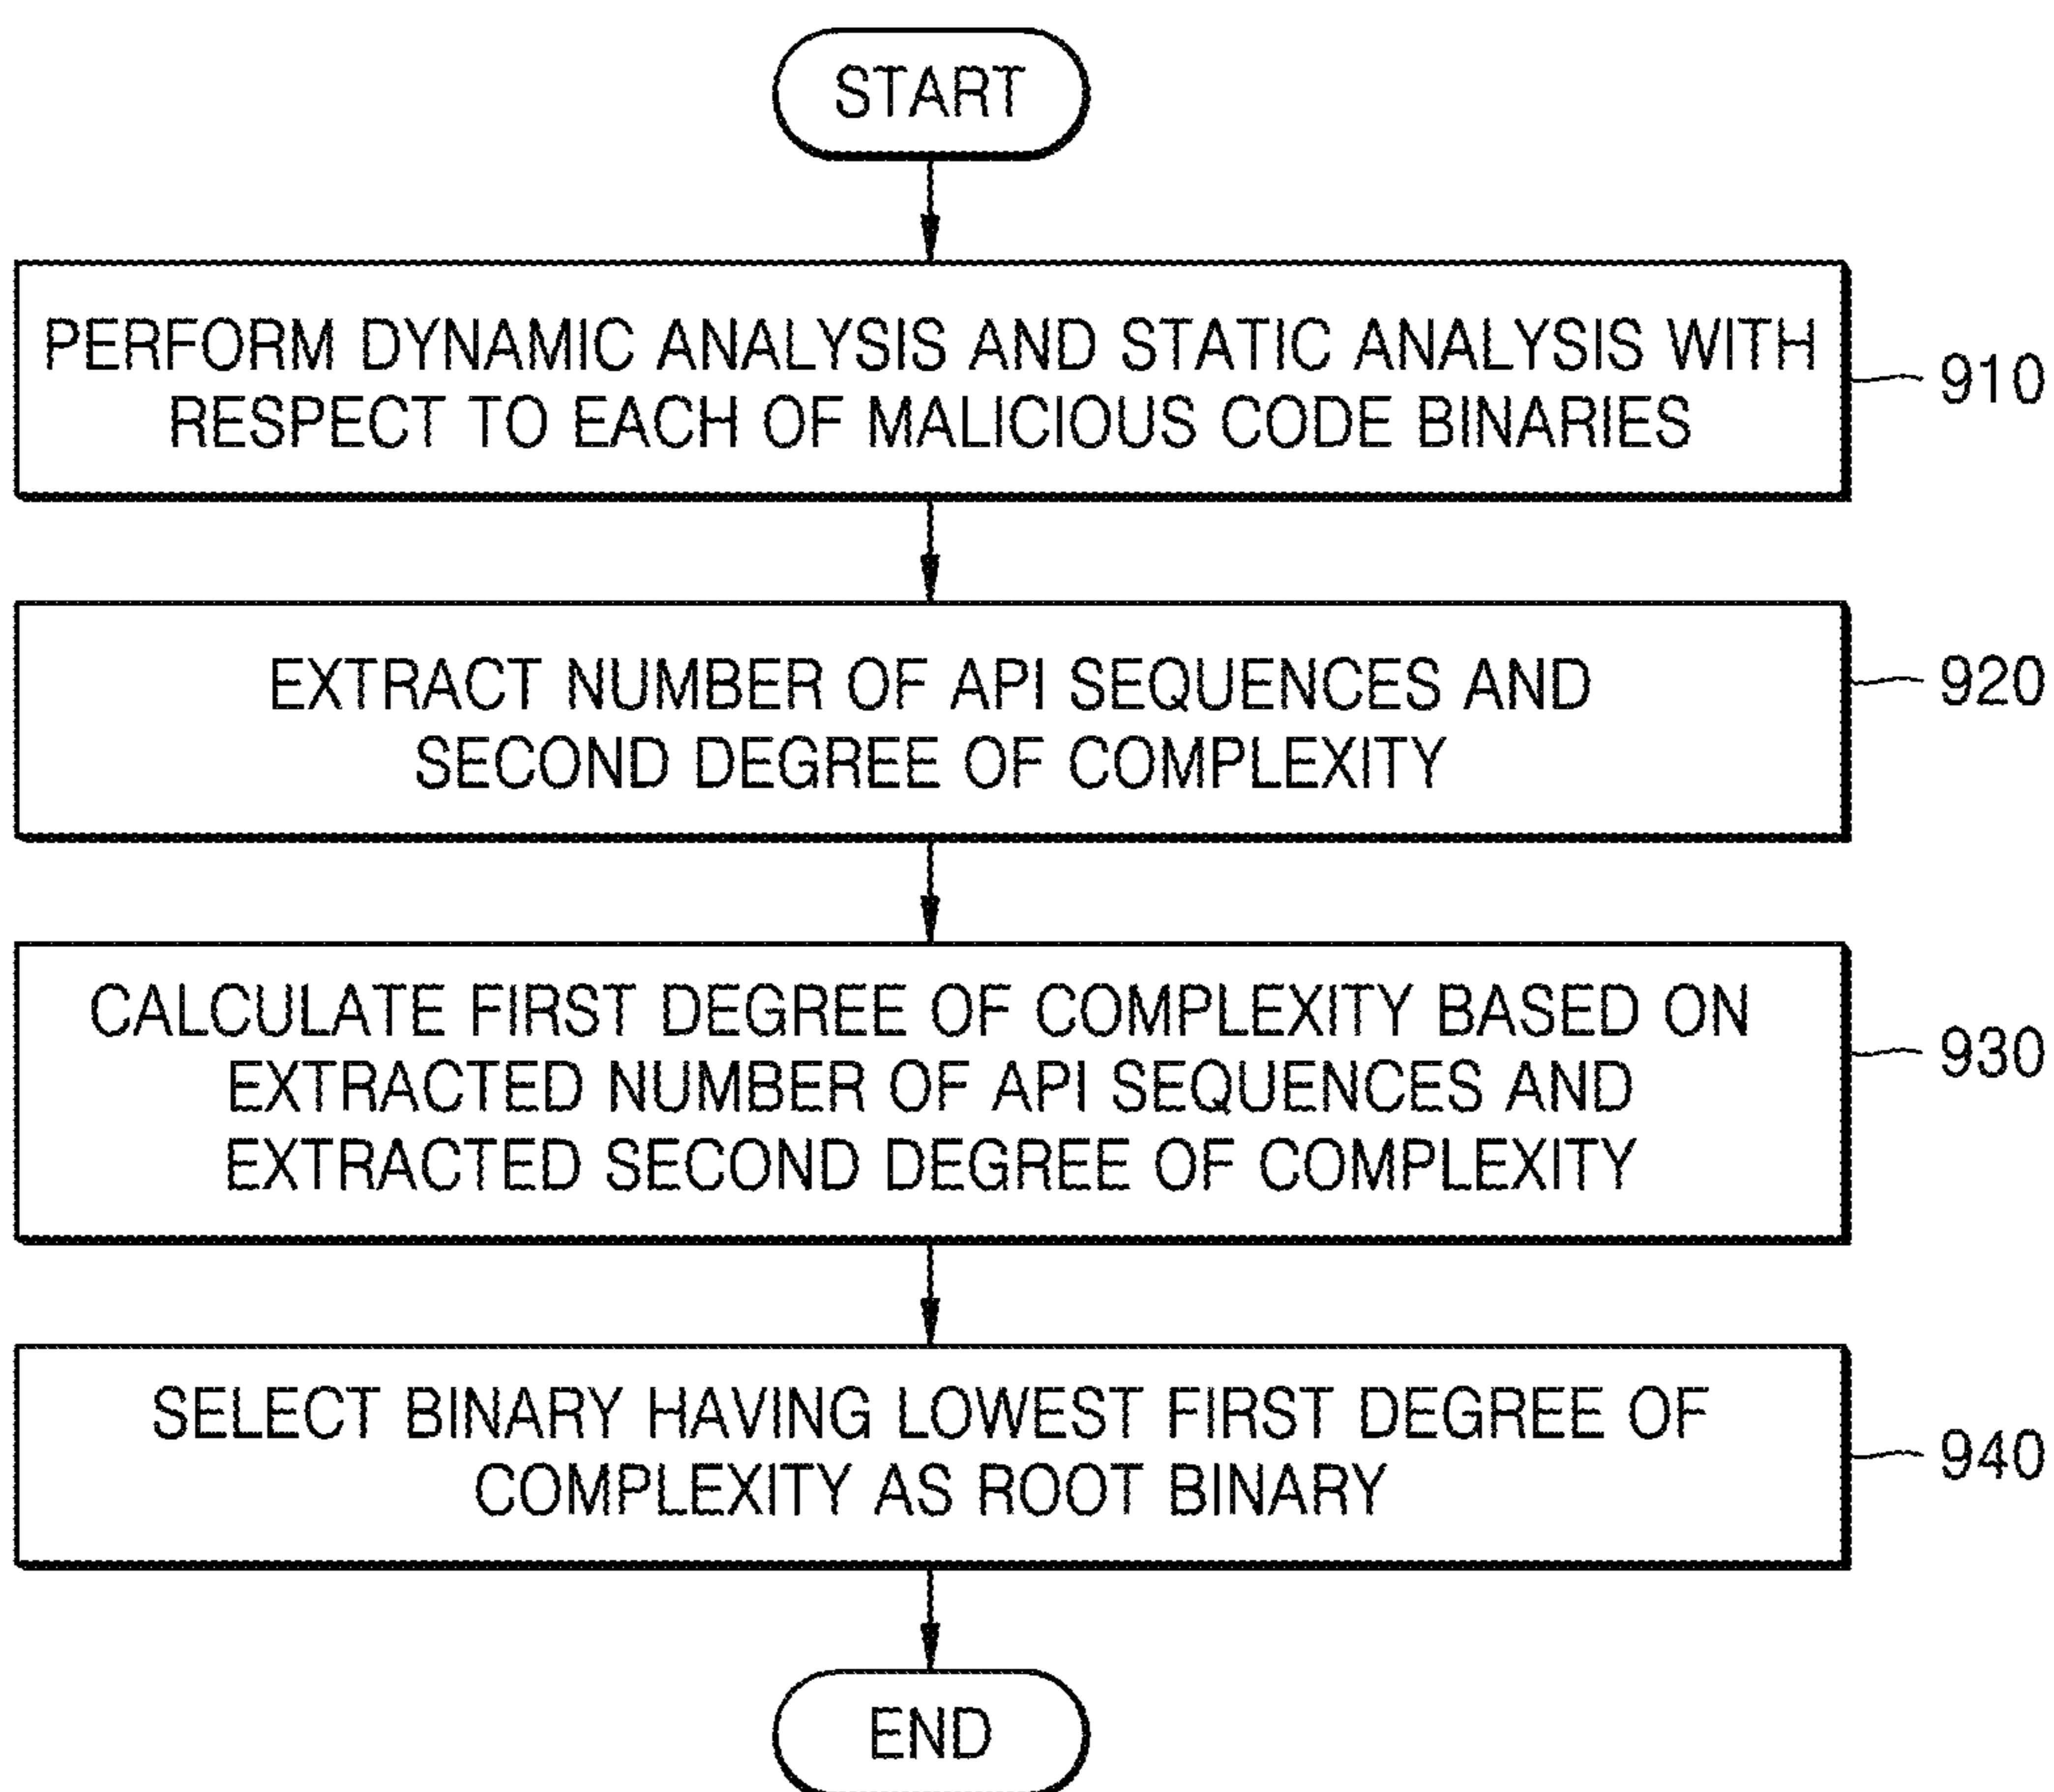 START
PERFORM DYNAMIC ANALYSIS AND STATIC ANALYSIS WITH
RESPECT TO EACH OF MALICIOUS CODE BINARIES
910
EXTRACT NUMBER OF API SEQUENCES AND
SECOND DEGREE OF COMPLEXITY
920
CALCULATE FIRST DEGREE OF COMPLEXITY BASED ON
EXTRACTED NUMBER OF API SEQUENCES AND
EXTRACTED SECOND DEGREE OF COMPLEXITY
930
SELECT BINARY HAVING LOWEST FIRST DEGREE OF
COMPLEXITY AS ROOT BINARY
940
END